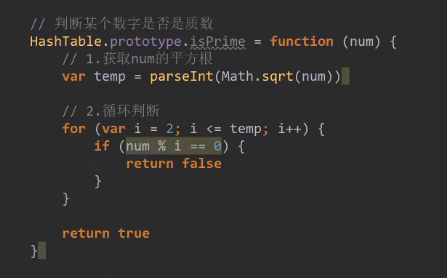 // 判断某个数字是否是质数
HashTable.prototype.isPrime = function (num) {
// 1.获取num的平方根
var temp = parseInt(Math.sqrt(num))
// 2.循环判断
for (var i = 2; i <= temp; i++) {
if (num % i == 0) {
return false
}
}
return true
}